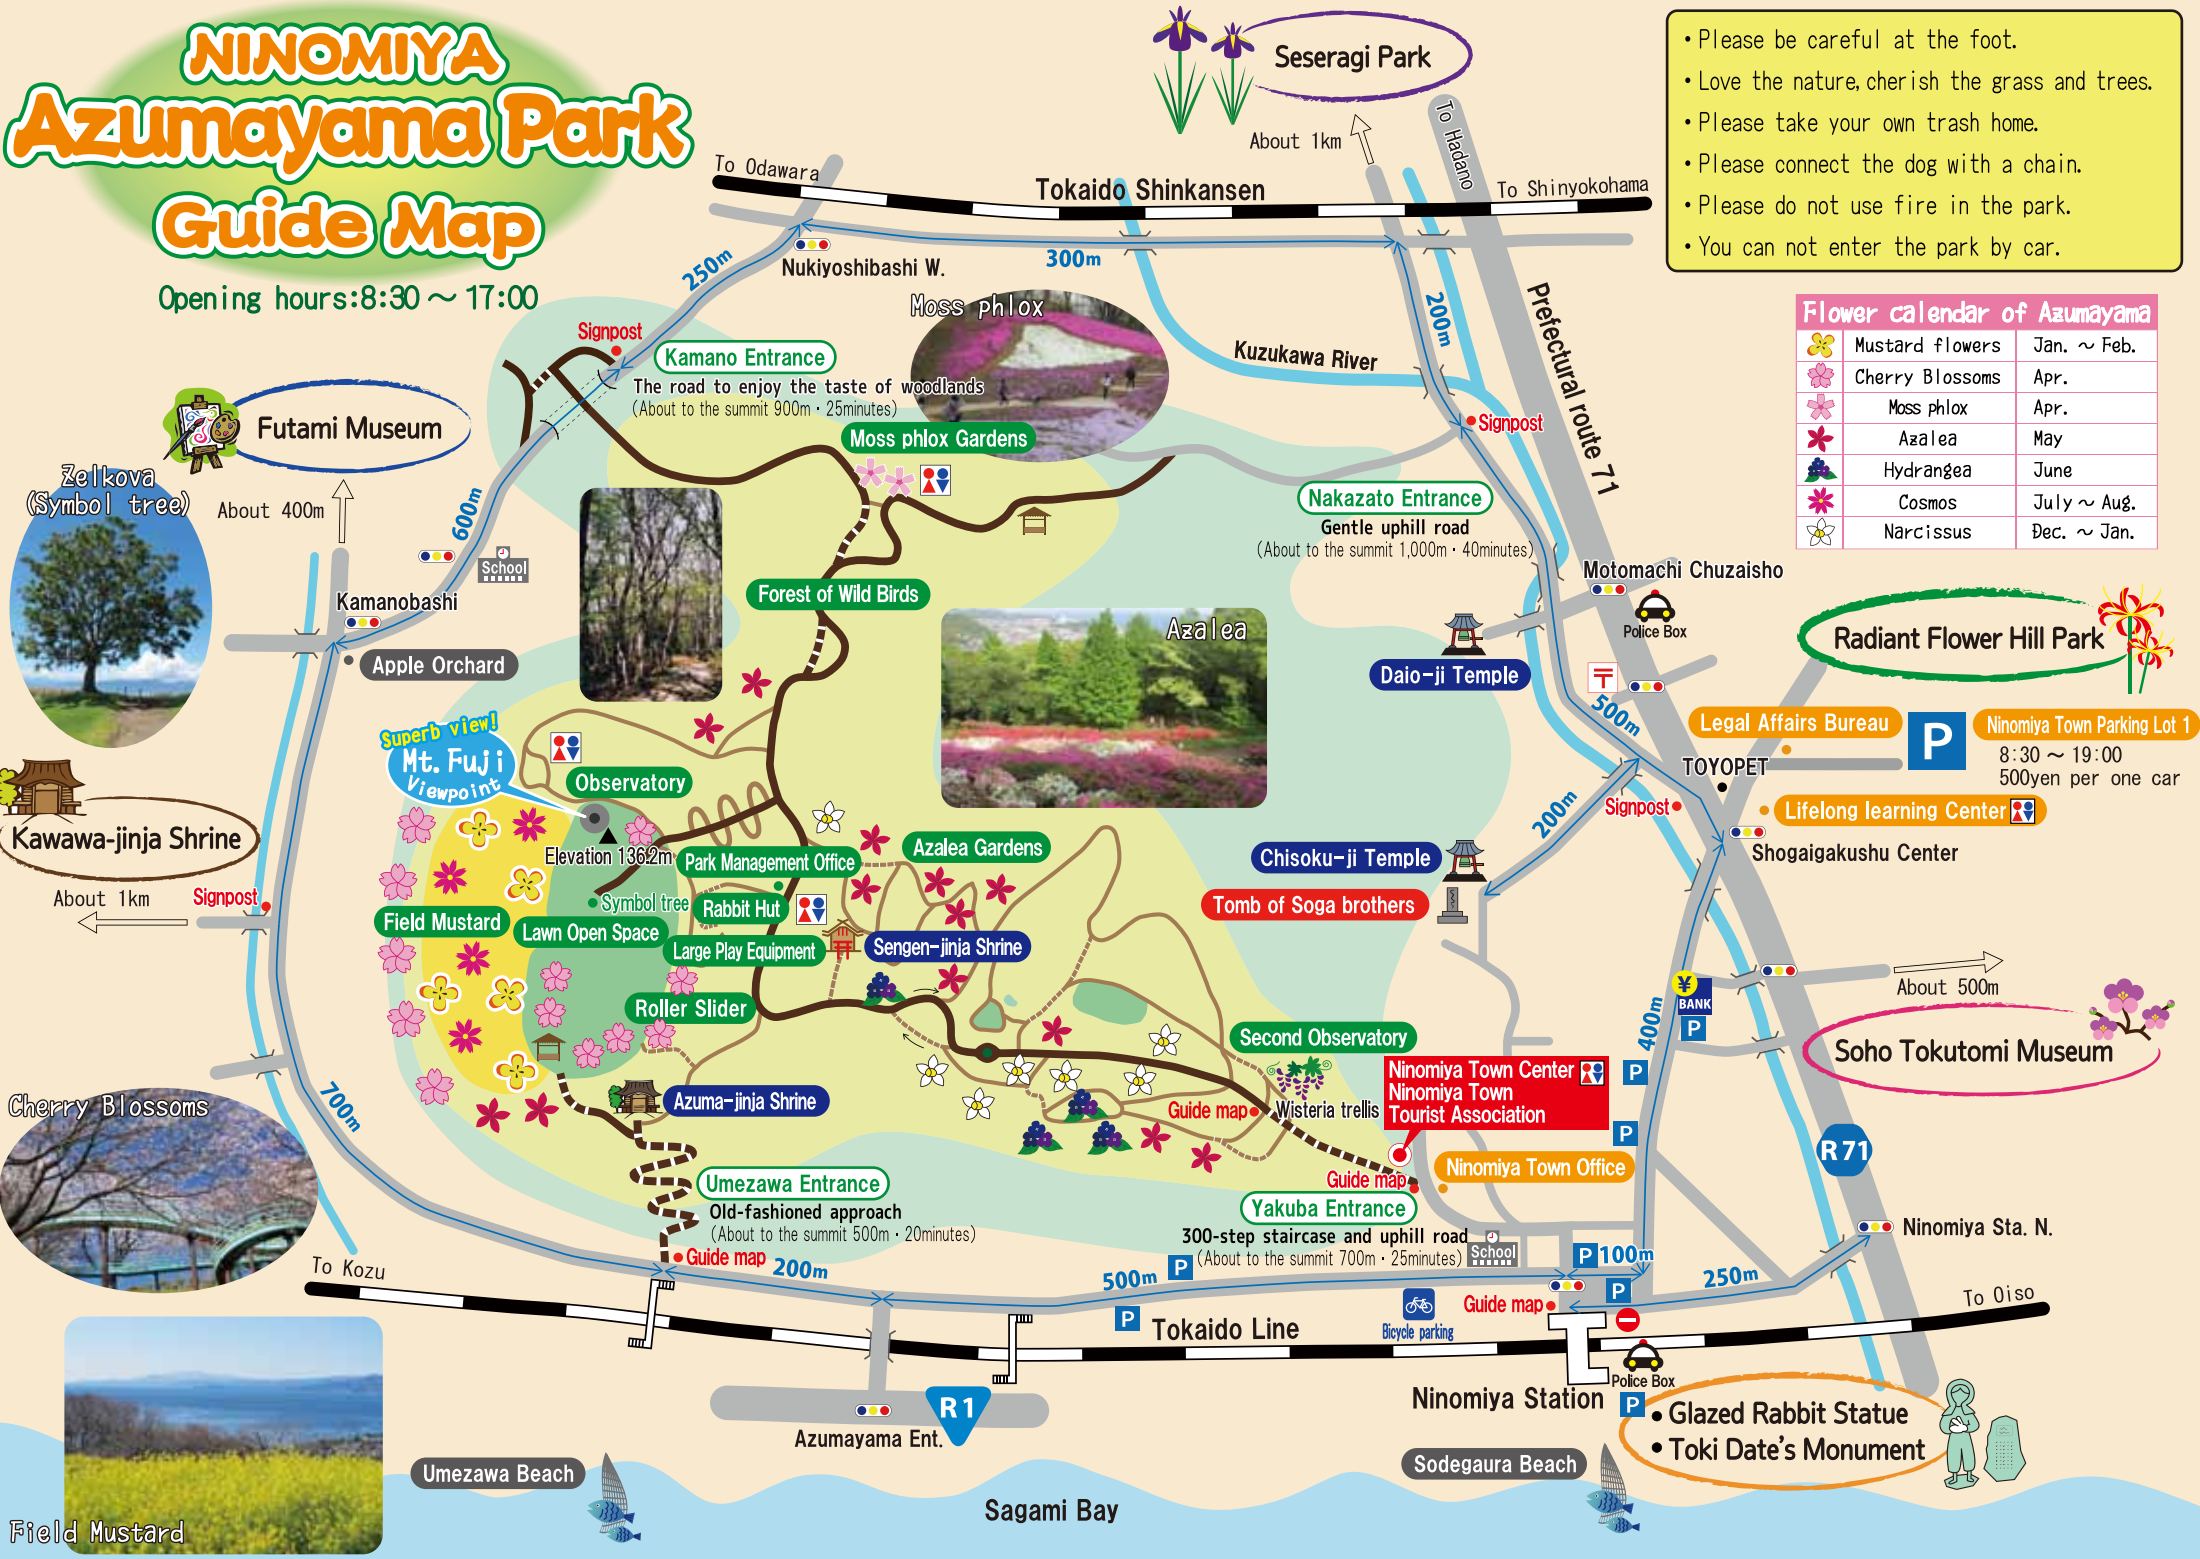 NINOMIYA
Azumayama Park
Guide Map
Opening hours:8:30～17:00
Seseragi Park
About 1km
To Hadano
• Please be careful at the foot.
• Love the nature, cherish the grass and trees.
• Please take your own trash home.
• Please connect the dog with a chain.
• Please do not use fire in the park.
• You can not enter the park by car.
To Odawara
Tokaido Shinkansen
To Shinyokohama
Nukiyoshibashi W.
250m
300m
200m
Prefectural route 71
Flower calendar of Azumayama
Mustard flowers Jan.～Feb.
Cherry Blossoms Apr.
Moss phlox Apr.
Azalea May
Hydrangea June
Cosmos July～Aug.
Narcissus Dec.～Jan.
Signpost
Kamano Entrance
The road to enjoy the taste of woodlands
(About to the summit 900m・25minutes)
Moss phlox
Kuzukawa River
Signpost
Futami Museum
About 400m
Zelkova
(Symbol tree)
600m
School
Kamanobashi
Apple Orchard
Moss phlox Gardens
Nakazato Entrance
Gentle uphill road
(About to the summit 1,000m・40minutes)
Forest of Wild Birds
Azalea
Motomachi Chuzaisho
Police Box
Daio-ji Temple
500m
Radiant Flower Hill Park
Legal Affairs Bureau
P
Ninomiya Town Parking Lot 1
8:30～19:00
500yen per one car
TOYOPET
Signpost
Lifelong learning Center
Shogaigakushu Center
200m
Superb view!
Mt. Fuji
Viewpoint
Observatory
Elevation 136.2m
Park Management Office
Azalea Gardens
Chisoku-ji Temple
Tomb of Soga brothers
Kawawa-jinja Shrine
About 1km
Signpost
Symbol tree
Rabbit Hut
Field Mustard
Lawn Open Space
Large Play Equipment
Sengen-jinja Shrine
Roller Slider
¥
BANK
P
400m
About 500m
Soho Tokutomi Museum
Second Observatory
Ninomiya Town Center
Ninomiya Town
Tourist Association
P
Guide map
Wisteria trellis
Azuma-jinja Shrine
Cherry Blossoms
700m
P
R 71
Guide map
Ninomiya Town Office
Umezawa Entrance
Old-fashioned approach
(About to the summit 500m・20minutes)
Guide map
Yakuba Entrance
300-step staircase and uphill road
(About to the summit 700m・25minutes)
School
Ninomiya Sta. N.
To Kozu
200m
500m
P
P
100m
250m
P
P
Tokaido Line
Bicycle parking
Guide map
To Oiso
Ninomiya Station
Police Box
P
• Glazed Rabbit Statue
• Toki Date's Monument
R 1
Azumayama Ent.
Umezawa Beach
Sodegaura Beach
Sagami Bay
Field Mustard